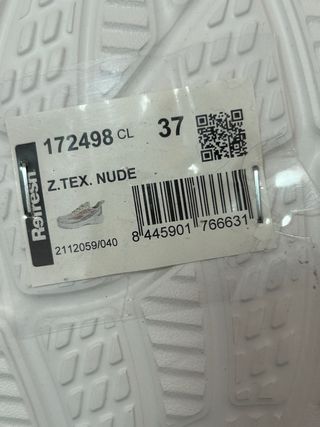 Refresh
172498 CL 37
Z.TEX. NUDE
2112059/040
8 445901 766631